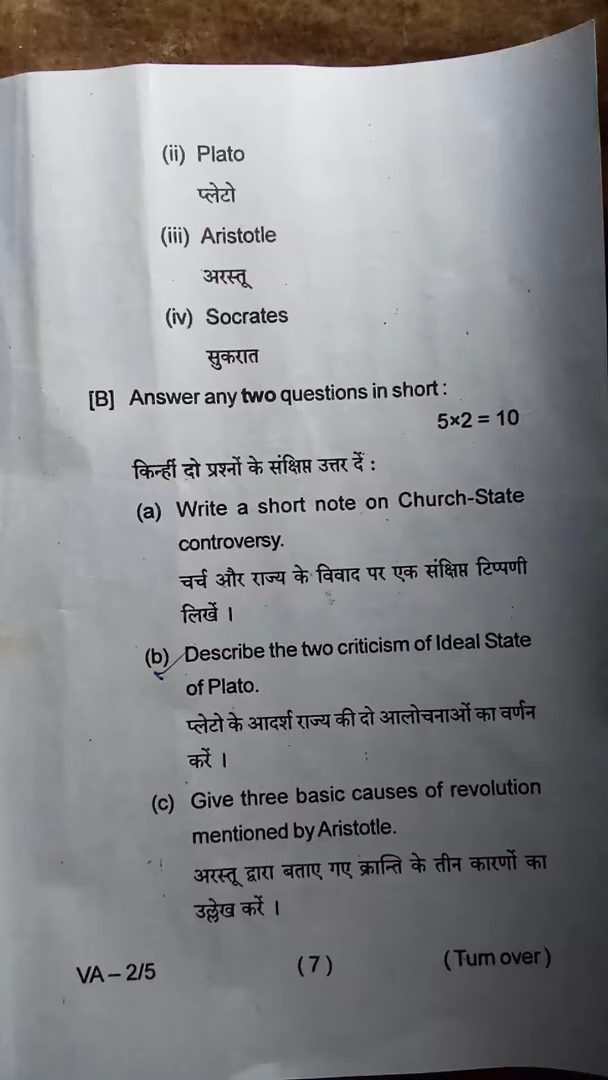 (ii) Plato
प्लेटो
(iii) Aristotle
अरस्तू
(iv) Socrates
सुकरात
[B] Answer any two questions in short :
5×2 = 10
किन्हीं दो प्रश्नों के संक्षिप्त उत्तर दें :
(a) Write a short note on Church-State
controversy.
चर्च और राज्य के विवाद पर एक संक्षिप्त टिप्पणी
लिखें ।
(b) Describe the two criticism of Ideal State
of Plato.
प्लेटो के आदर्श राज्य की दो आलोचनाओं का वर्णन
करें ।
(c) Give three basic causes of revolution
mentioned by Aristotle.
अरस्तू द्वारा बताए गए क्रान्ति के तीन कारणों का
उल्लेख करें ।
VA – 2/5 (7) (Turn over)